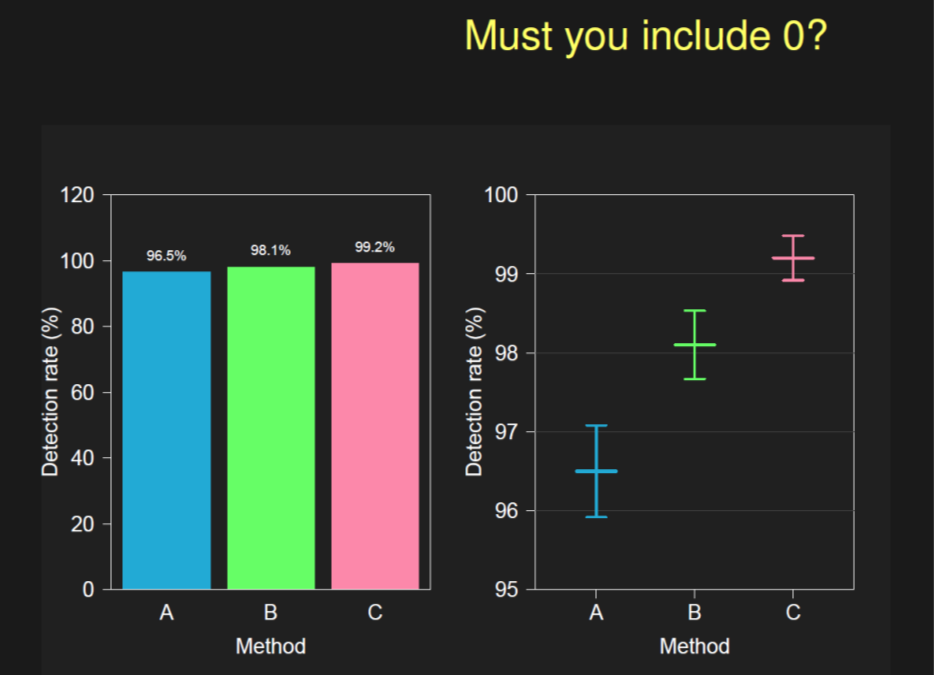 Must you include 0?
120
100
80
60
40
20
0
Detection rate (%)
96.5%
98.1%
99.2%
A B C
Method
100
99
98
97
96
95
Detection rate (%)
A B C
Method